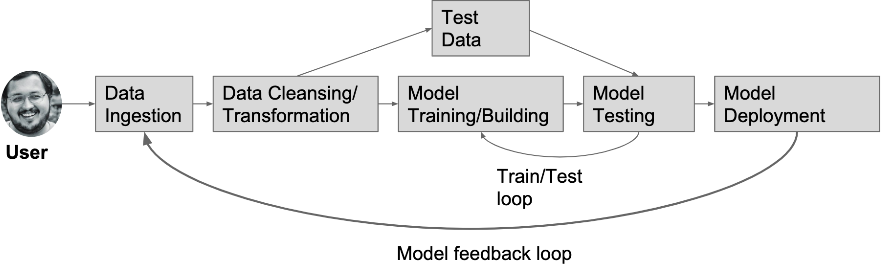 Test
Data
Data
Ingestion
Data Cleansing/
Transformation
Model
Training/Building
Model
Testing
Model
Deployment
User
Train/Test
loop
Model feedback loop